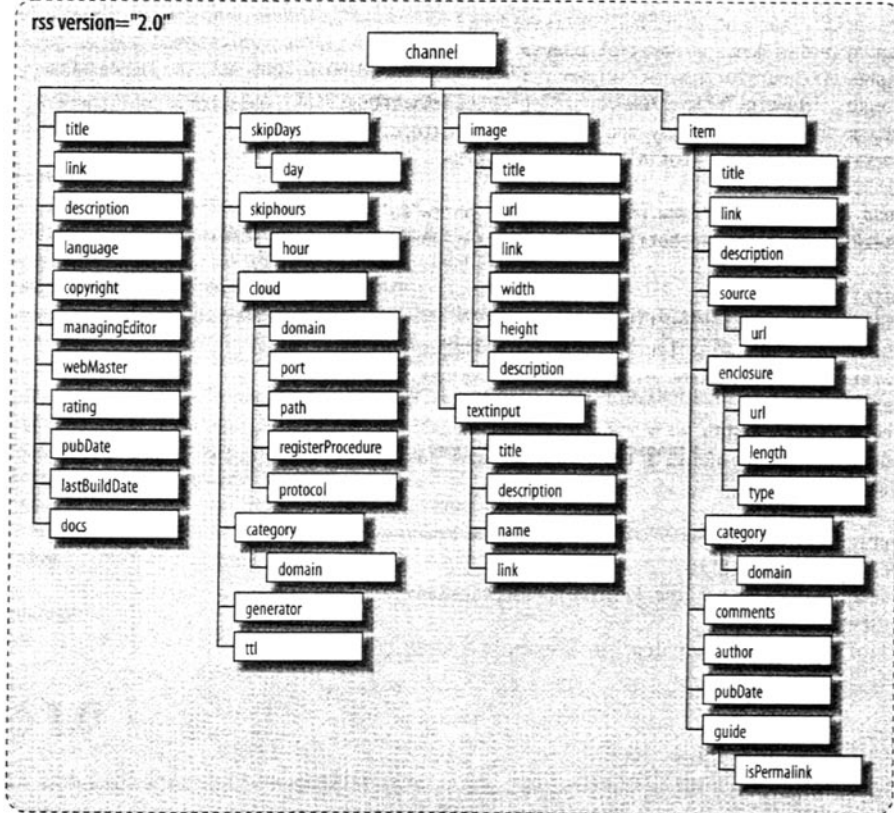 rss version="2.0"
channel
title
link
description
language
copyright
managingEditor
webMaster
rating
pubDate
lastBuildDate
docs
skipDays
day
skiphours
hour
cloud
domain
port
path
registerProcedure
protocol
category
domain
generator
ttl
image
title
url
link
width
height
description
textinput
title
description
name
link
item
title
link
description
source
url
enclosure
url
length
type
category
domain
comments
author
pubDate
guide
isPermalink